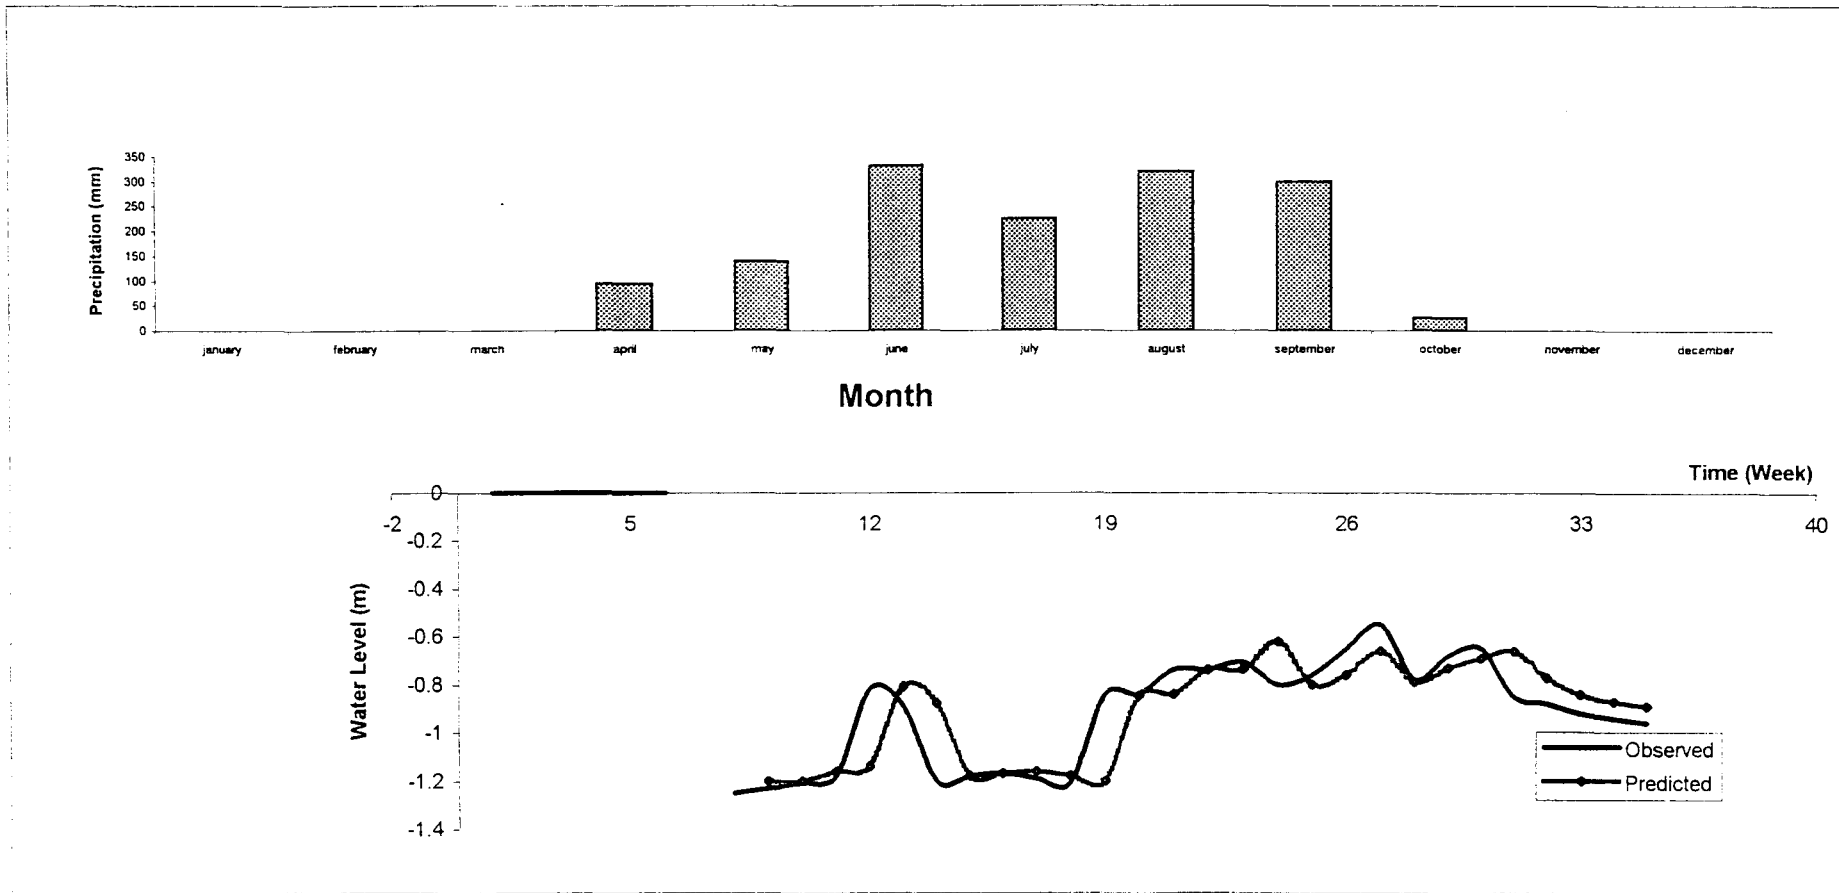 350
300
250
200
150
100
50
0
Precipitation (mm)
january february march april may june july august september october november december
Month
Time (Week)
0
-2 5 12 19 26 33 40
-0.2
-0.4
-0.6
-0.8
-1
-1.2
-1.4
Water Level (m)
Observed
Predicted